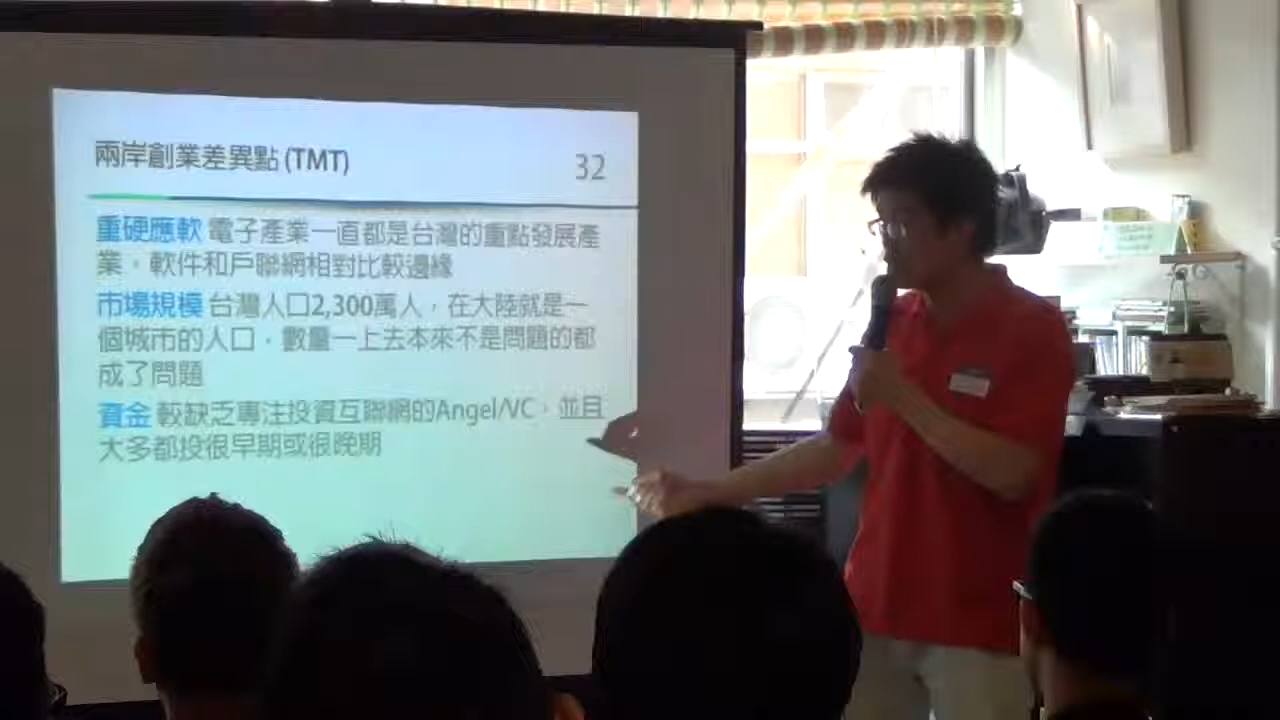 兩岸創業差異點 (TMT)
32
重硬應軟 電子產業一直都是台灣的重點發展產
業，軟件和戶聯網相對比較邊緣
市場規模 台灣人口2,300萬人，在大陸就是一
個城市的人口，數量一上去本來不是問題的都
成了問題
資金 較缺乏專注投資互聯網的Angel/VC，並且
大多都投很早期或很晚期